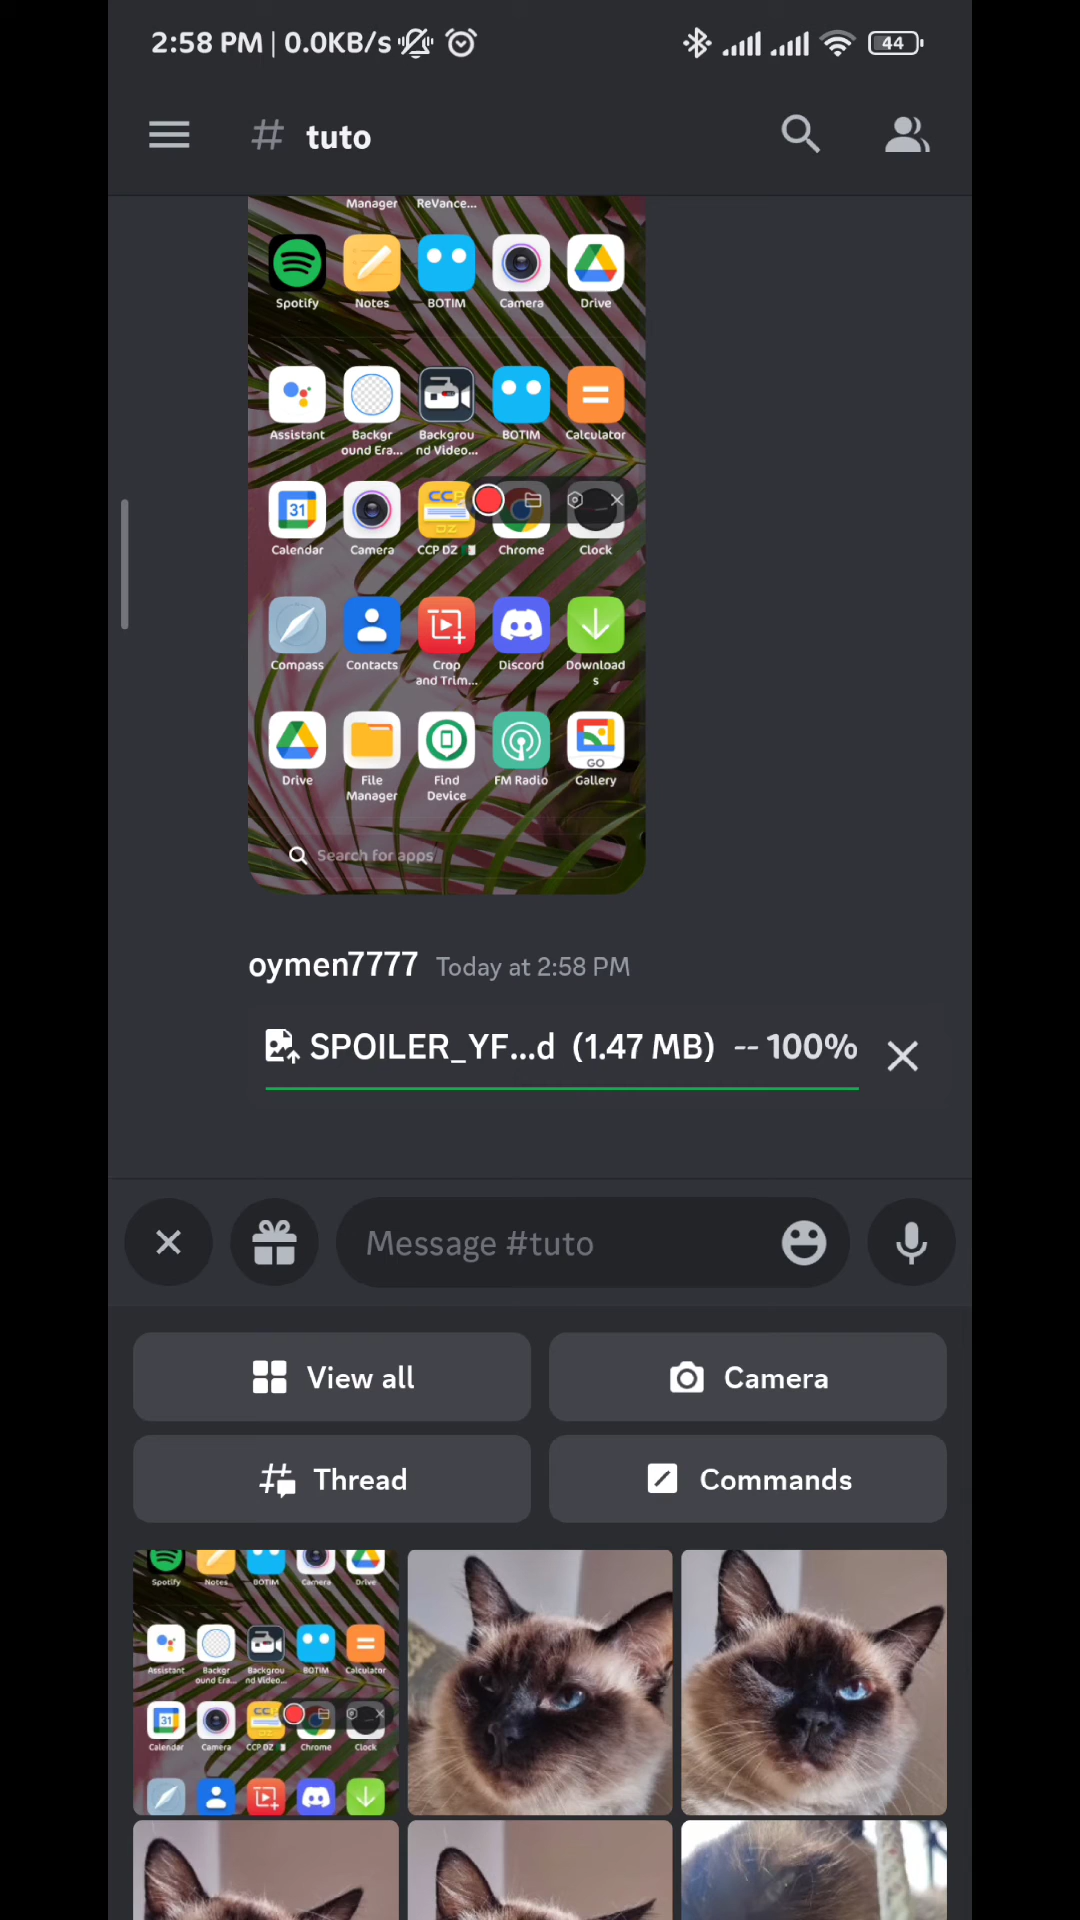 2:58 PM | 0.0KB/s 44
# tuto
Manager ReVance...
Spotify Notes BOTIM Camera Drive
Assistant Backgr Backgrou BOTIM Calculator
ound Era... nd Video...
31 CCP
DZ
Calendar Camera CCP DZ Chrome Clock
Compass Contacts Crop Discord Download
and Trim... s
GO
Drive File Find FM Radio Gallery
Manager Device
Search for apps
oymen7777 Today at 2:58 PM
SPOILER_YF...d (1.47 MB) -- 100%
Message #tuto
View all Camera
Thread Commands
Spotify Notes BOTIM Camera Drive
Assistant Backgr Backgrou BOTIM Calculator
ound Era... nd Video...
31
Calendar Camera CCP DZ Chrome Clock